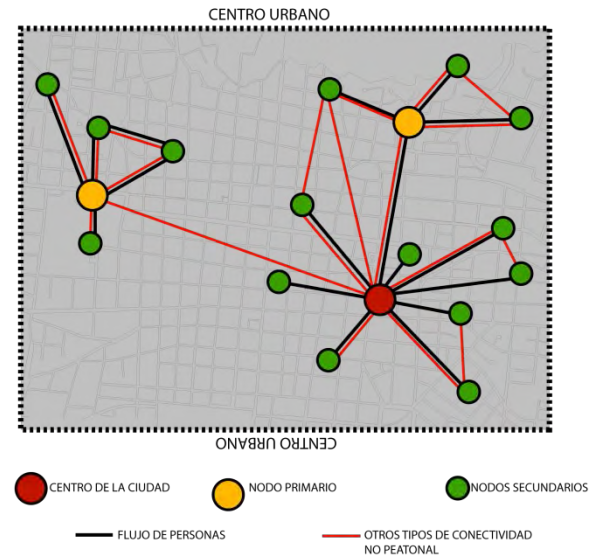 CENTRO URBANO
CENTRO URBANO
CENTRO DE LA CIUDAD
NODO PRIMARIO
NODOS SECUNDARIOS
FLUJO DE PERSONAS
OTROS TIPOS DE CONECTIVIDAD
NO PEATONAL